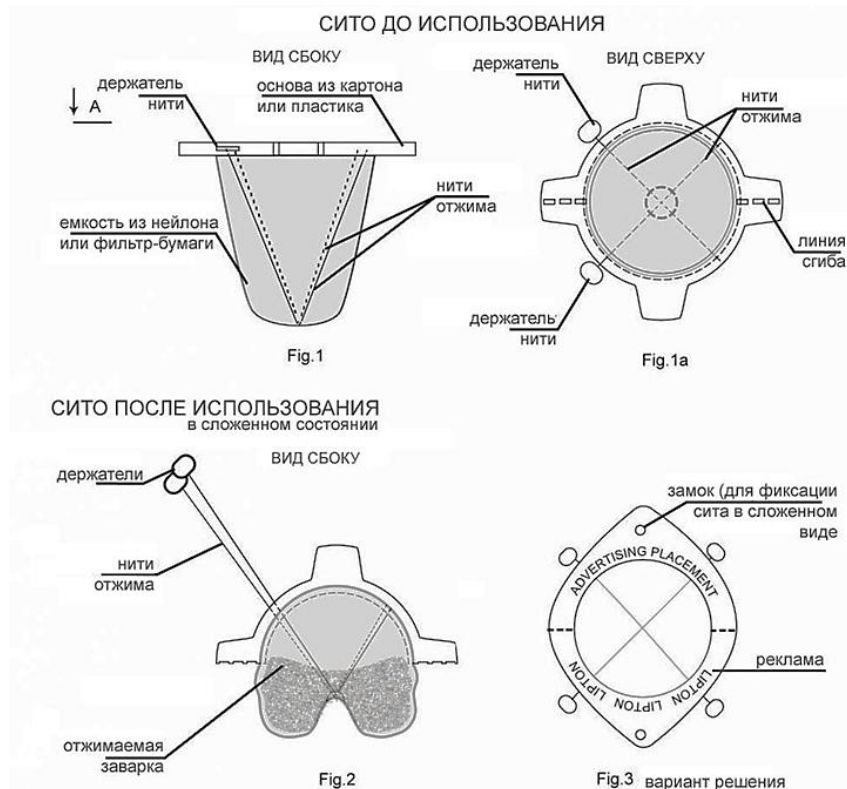 СИТО ДО ИСПОЛЬЗОВАНИЯ
ВИД СБОКУ
ВИД СВЕРХУ
держатель
нити
основа из картона
или пластика
А
нити
отжима
емкость из нейлона
или фильтр-бумаги
Fig.1
держатель
нити
нити
отжима
линия
сгиба
держатель
нити
Fig.1a
СИТО ПОСЛЕ ИСПОЛЬЗОВАНИЯ
в сложенном состоянии
ВИД СБОКУ
держатели
нити
отжима
отжимаемая
заварка
Fig.2
замок (для фиксации
сита в сложенном
виде
ADVERTISING PLACEMENT
LIPTON LIPTON LIPTON
реклама
Fig.3 вариант решения